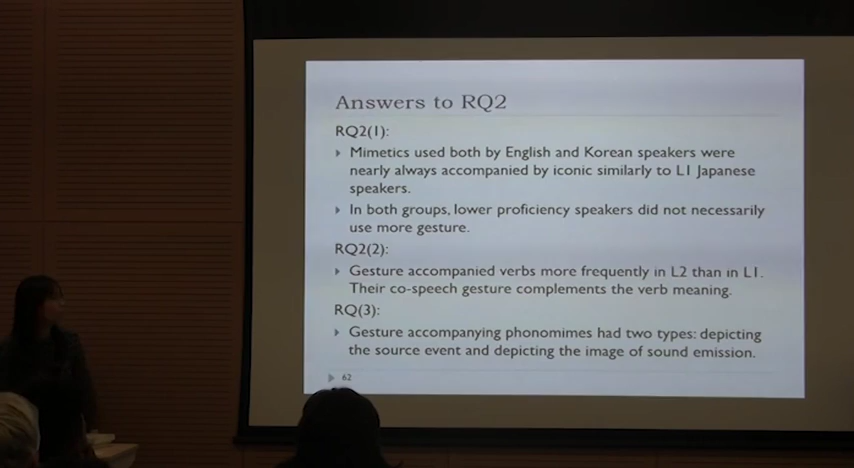 Answers to RQ2
RQ2(1):
Mimetics used both by English and Korean speakers were
nearly always accompanied by iconic similarly to L1 Japanese
speakers.
In both groups, lower proficiency speakers did not necessarily
use more gesture.
RQ2(2):
Gesture accompanied verbs more frequently in L2 than in L1.
Their co-speech gesture complements the verb meaning.
RQ(3):
Gesture accompanying phonomimes had two types: depicting
the source event and depicting the image of sound emission.
62